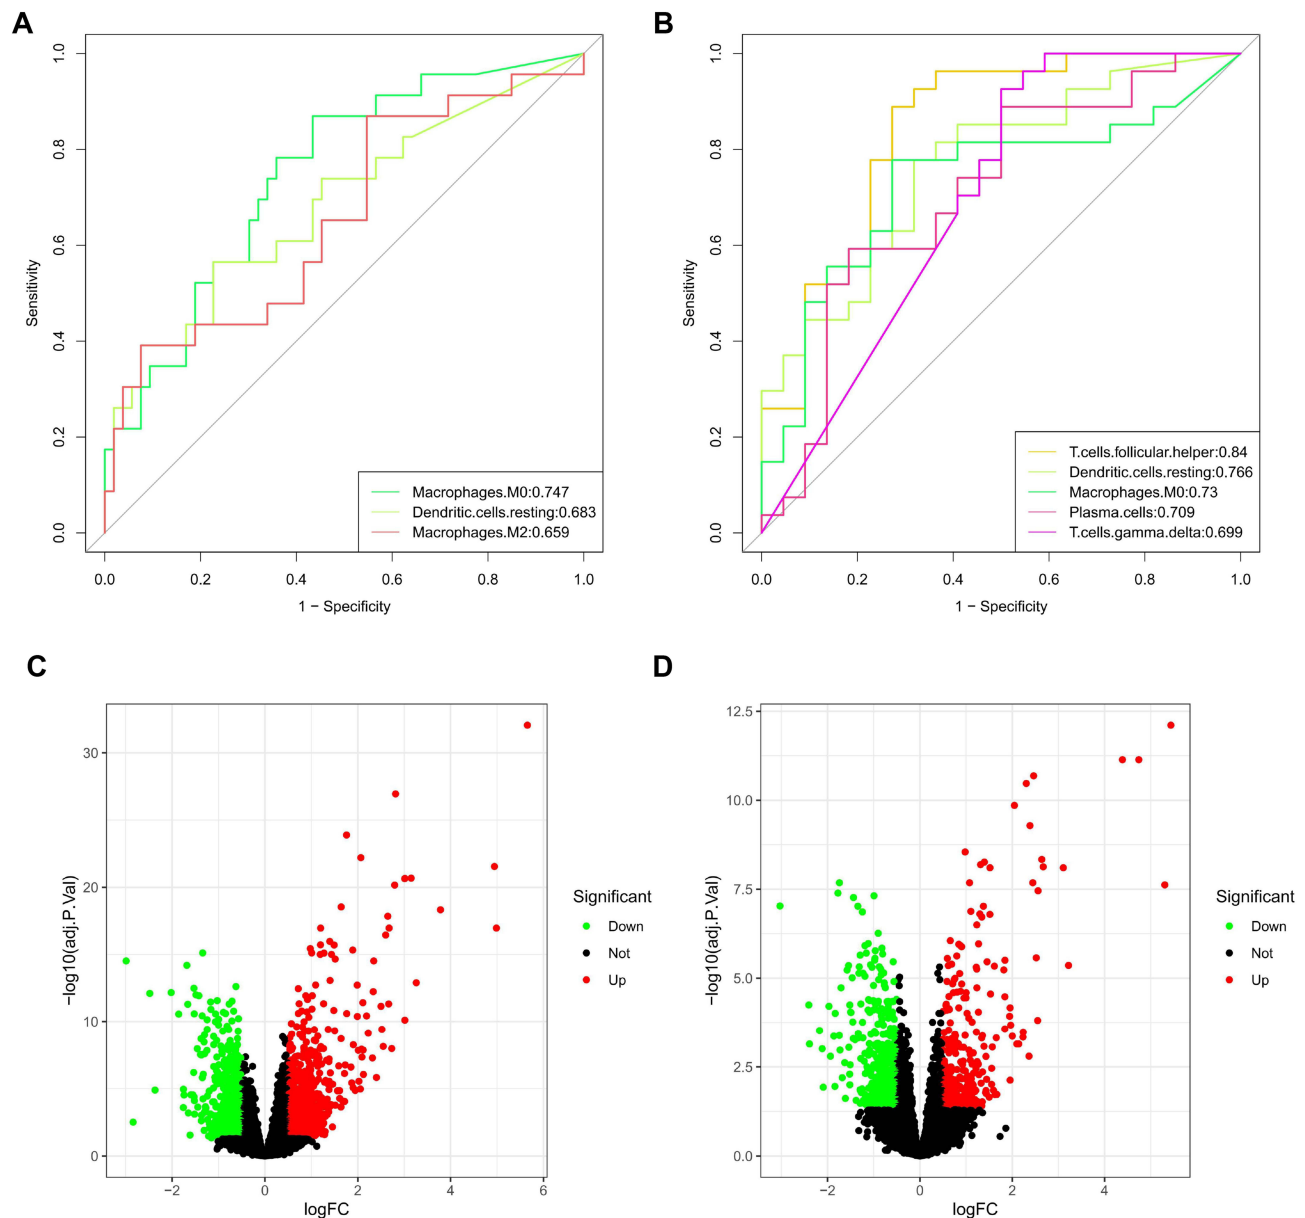 A
Sensitivity
1.0
0.8
0.6
0.4
0.2
0.0
Macrophages.M0:0.747
Dendritic.cells.resting:0.683
Macrophages.M2:0.659
0.0 0.2 0.4 0.6 0.8 1.0
1 − Specificity
B
Sensitivity
1.0
0.8
0.6
0.4
0.2
0.0
T.cells.follicular.helper:0.84
Dendritic.cells.resting:0.766
Macrophages.M0:0.73
Plasma.cells:0.709
T.cells.gamma.delta:0.699
0.0 0.2 0.4 0.6 0.8 1.0
1 − Specificity
C
−log10(adj.P.Val)
30
20
10
0
−2 0 2 4 6
logFC
Significant
Down
Not
Up
D
−log10(adj.P.Val)
12.5
10.0
7.5
5.0
2.5
0.0
−2 0 2 4
logFC
Significant
Down
Not
Up